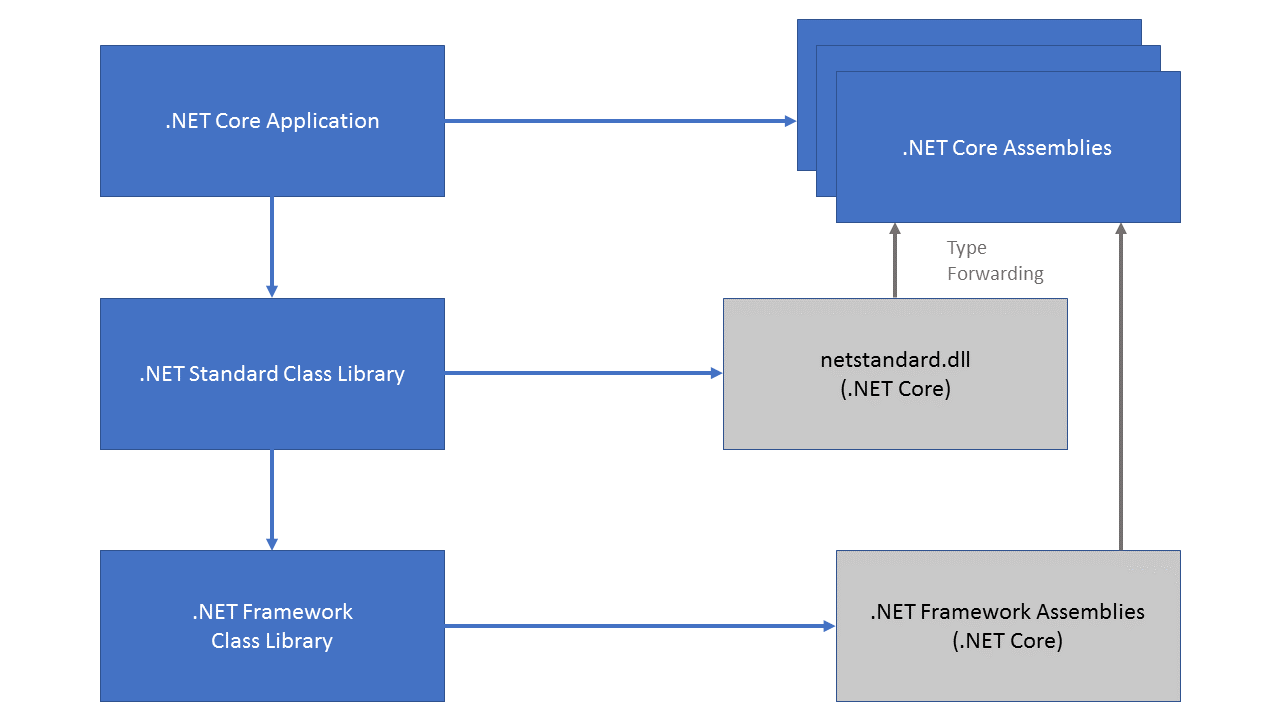 .NET Core Application
.NET Core Assemblies
Type
Forwarding
.NET Standard Class Library
netstandard.dll
(.NET Core)
.NET Framework
Class Library
.NET Framework Assemblies
(.NET Core)